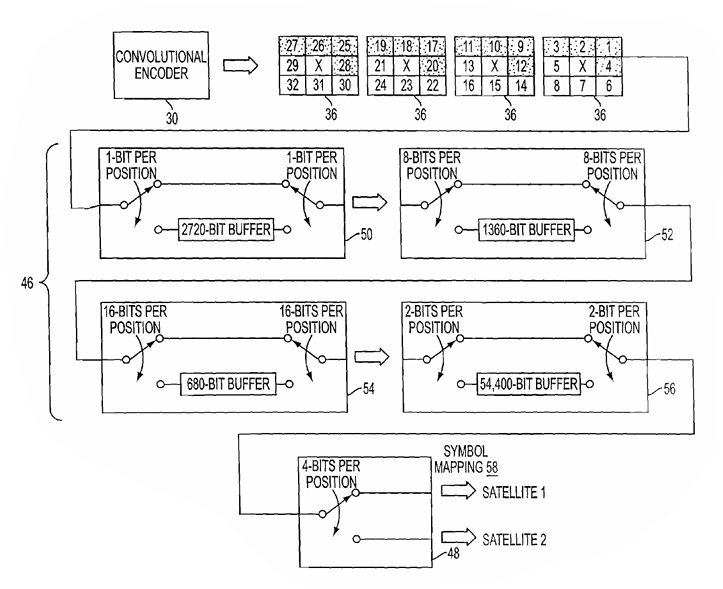 CONVOLUTIONAL
ENCODER
30
27 26 25
29 X 28
32 31 30
36
19 18 17
21 X 20
24 23 22
36
11 10 9
13 X 12
16 15 14
36
3 2 1
5 X 4
8 7 6
36
46
1-BIT PER
POSITION
1-BIT PER
POSITION
2720-BIT BUFFER
50
8-BITS PER
POSITION
8-BITS PER
POSITION
1360-BIT BUFFER
52
16-BITS PER
POSITION
16-BITS PER
POSITION
680-BIT BUFFER
54
2-BITS PER
POSITION
2-BIT PER
POSITION
54,400-BIT BUFFER
56
4-BITS PER
POSITION
48
SYMBOL
MAPPING 58
SATELLITE 1
SATELLITE 2